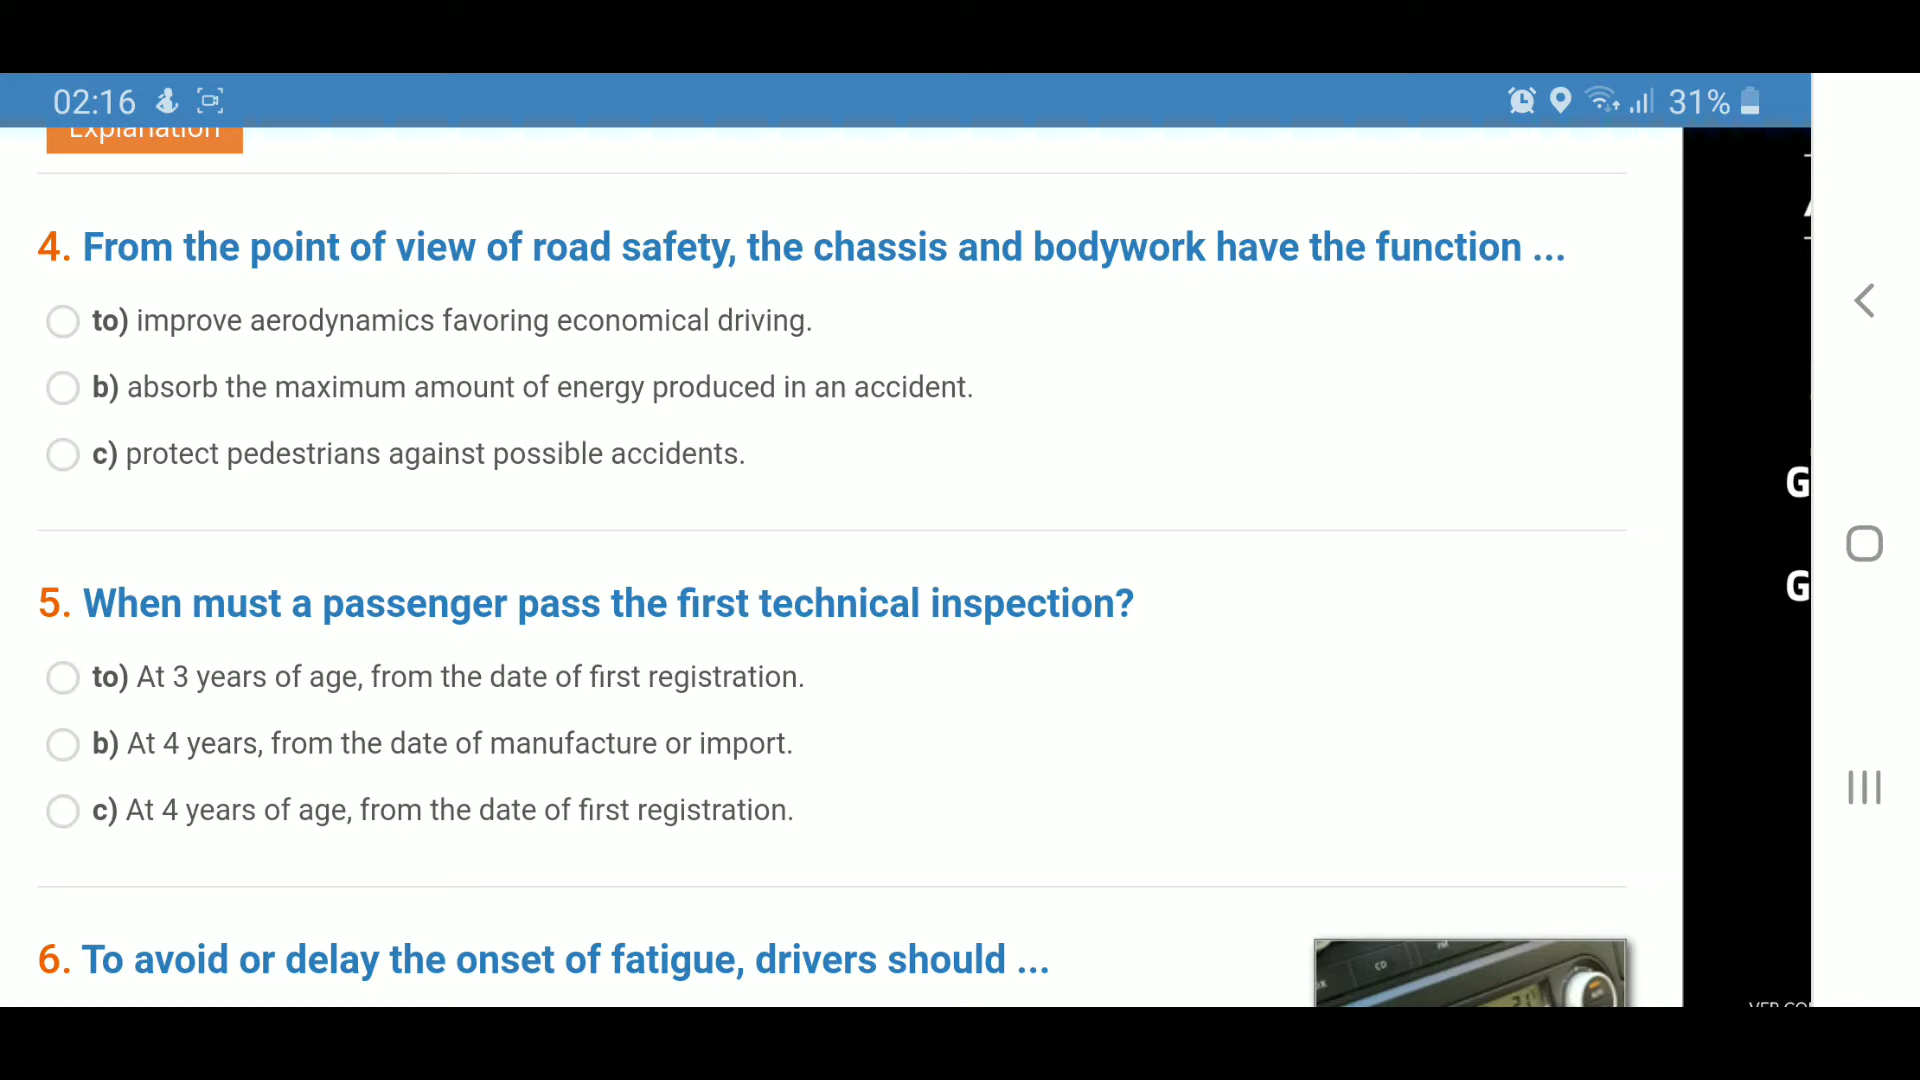 02:16
31%
Explanation
4. From the point of view of road safety, the chassis and bodywork have the function ...
to) improve aerodynamics favoring economical driving.
b) absorb the maximum amount of energy produced in an accident.
c) protect pedestrians against possible accidents.
G
5. When must a passenger pass the first technical inspection?
G
to) At 3 years of age, from the date of first registration.
b) At 4 years, from the date of manufacture or import.
c) At 4 years of age, from the date of first registration.
6. To avoid or delay the onset of fatigue, drivers should ...
CD